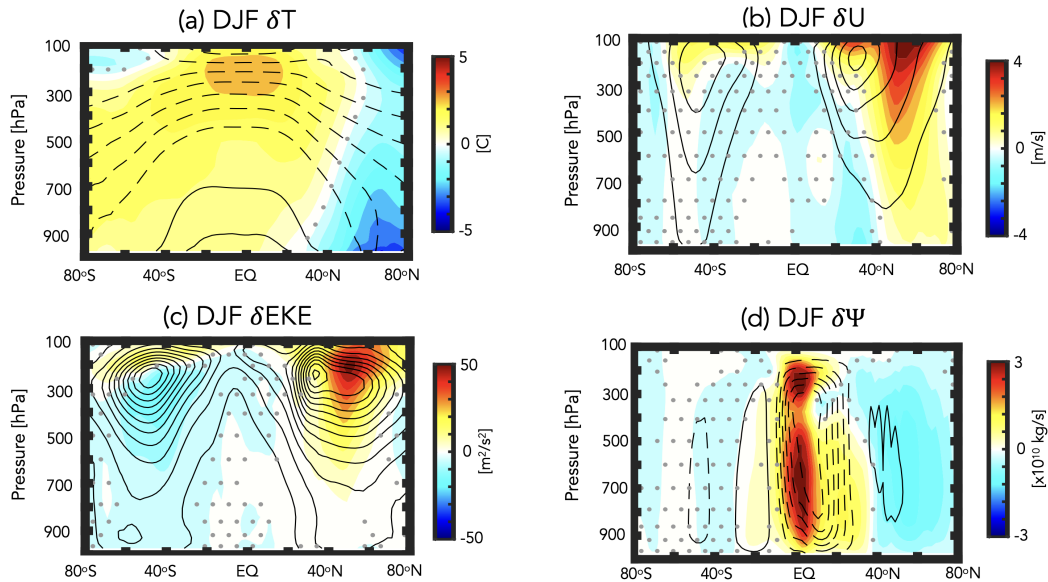 (a) DJF δT
100
300
500
700
900
Pressure [hPa]
80°S 40°S EQ 40°N 80°N
5
0
-5
[C]
(b) DJF δU
100
300
500
700
900
Pressure [hPa]
80°S 40°S EQ 40°N 80°N
4
0
-4
[m/s]
(c) DJF δEKE
100
300
500
700
900
Pressure [hPa]
80°S 40°S EQ 40°N 80°N
50
0
-50
[m²/s²]
(d) DJF δΨ
100
300
500
700
900
Pressure [hPa]
80°S 40°S EQ 40°N 80°N
3
0
-3
[x10¹⁰ kg/s]